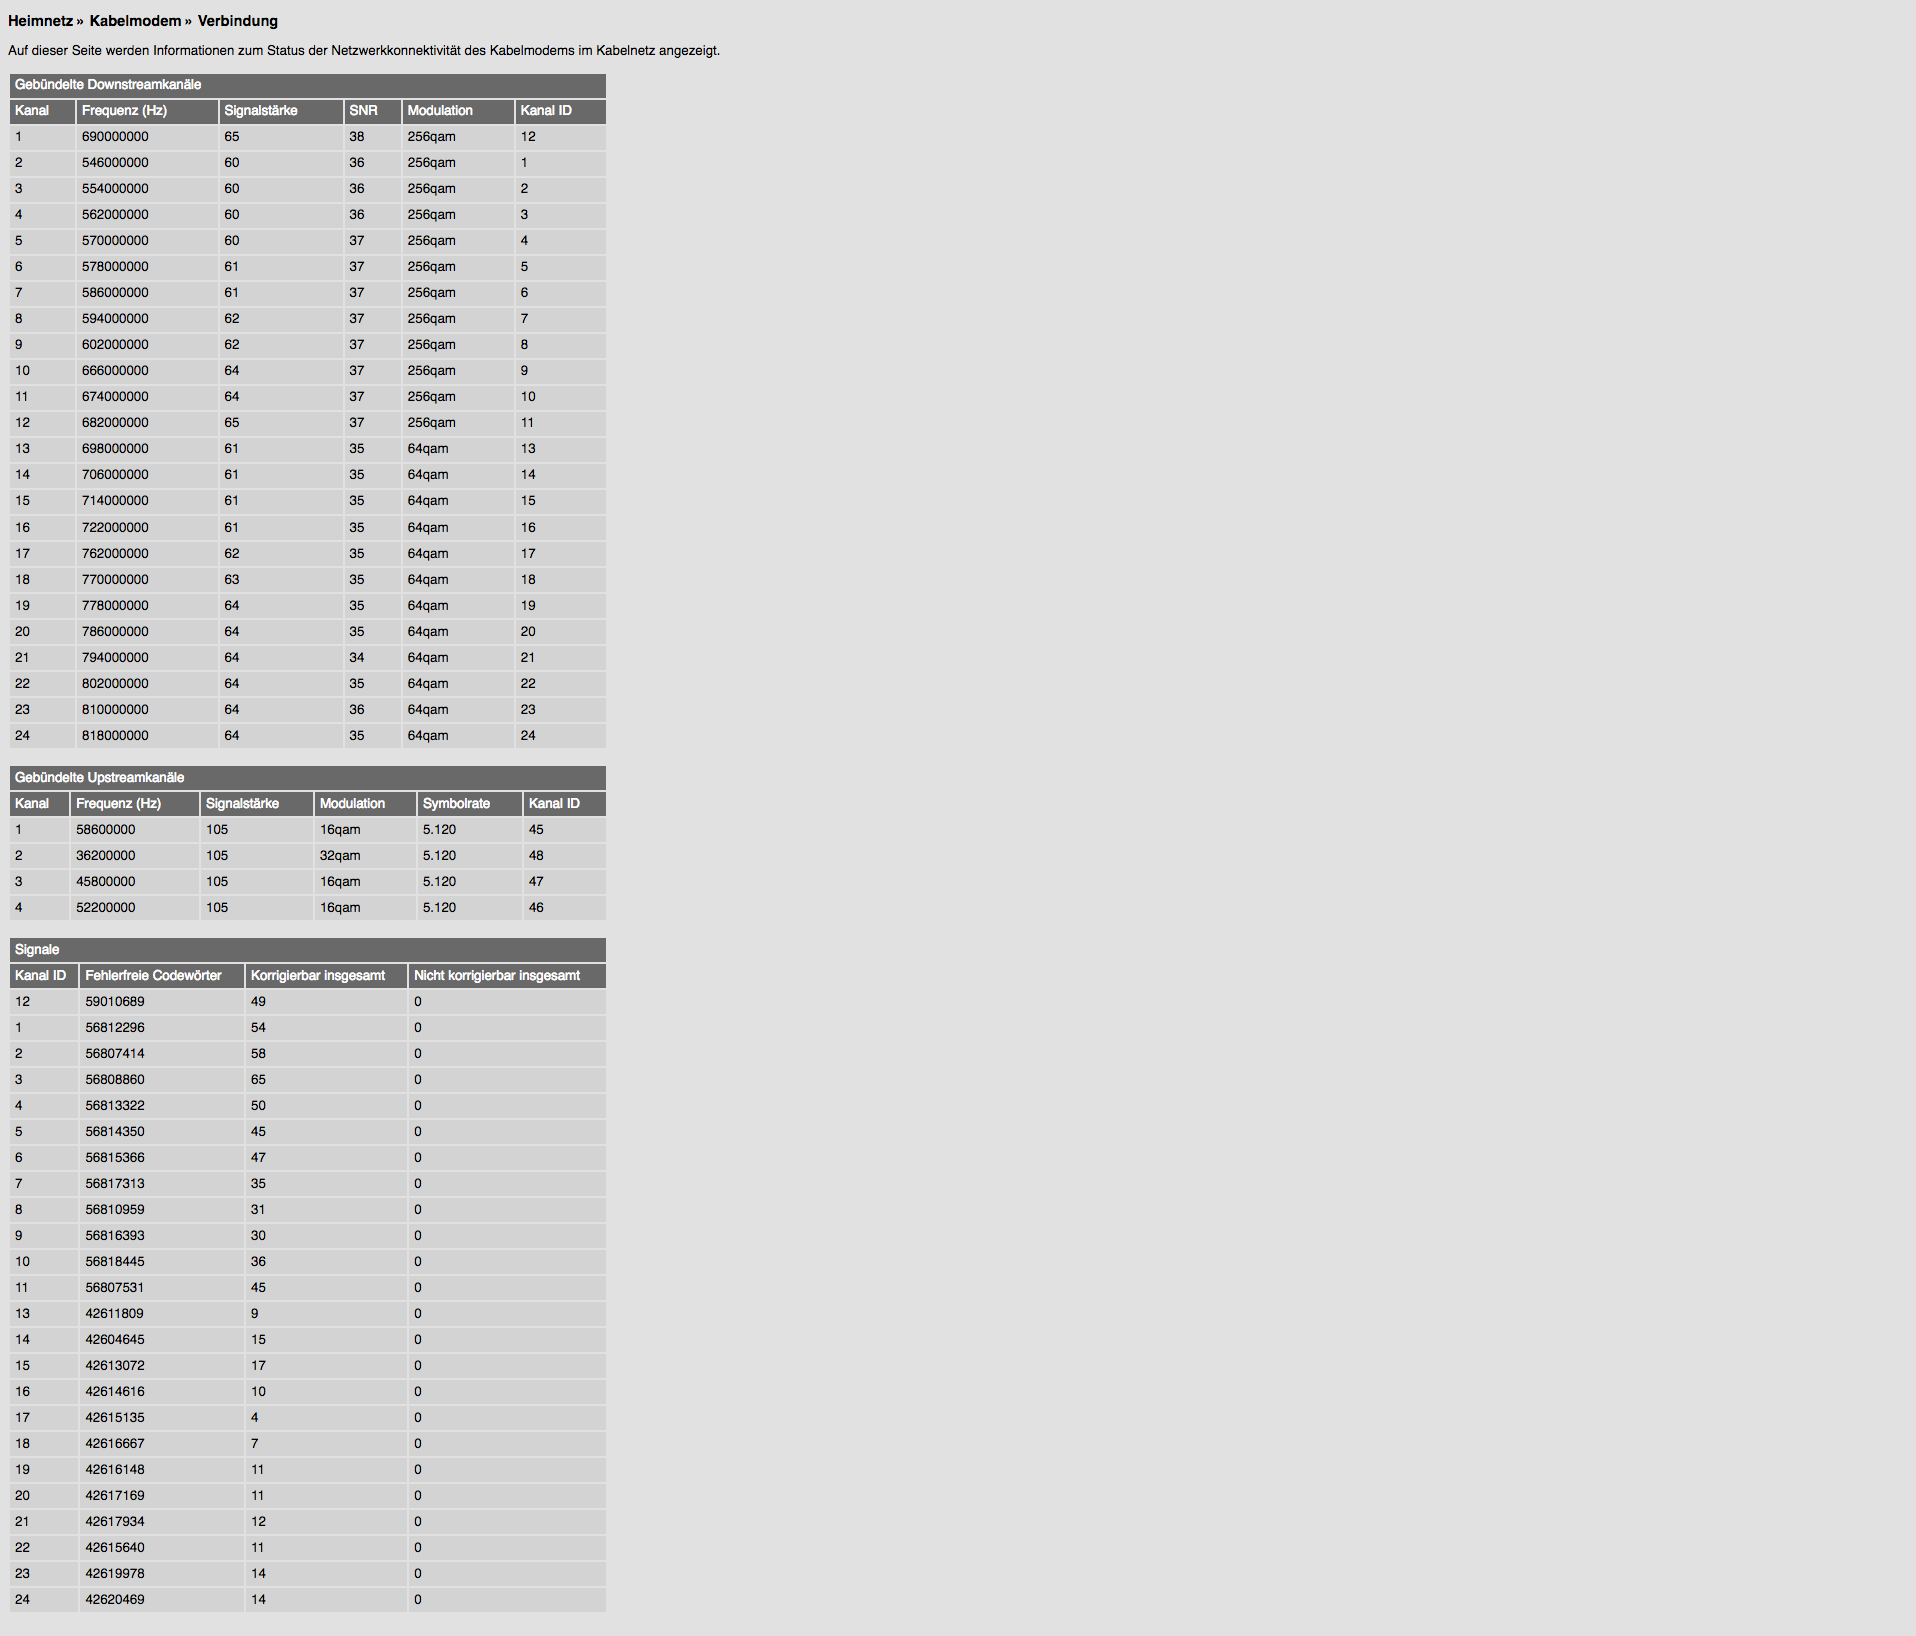 Heimnetz » Kabelmodem » Verbindung
Auf dieser Seite werden Informationen zum Status der Netzwerkkonnektivität des Kabelmodems im Kabelnetz angezeigt.
Gebündelte Downstreamkanäle
Kanal Frequenz (Hz) Signalstärke SNR Modulation Kanal ID
1 690000000 65 38 256qam 12
2 546000000 60 36 256qam 1
3 554000000 60 36 256qam 2
4 562000000 60 36 256qam 3
5 570000000 60 37 256qam 4
6 578000000 61 37 256qam 5
7 586000000 61 37 256qam 6
8 594000000 62 37 256qam 7
9 602000000 62 37 256qam 8
10 666000000 64 37 256qam 9
11 674000000 64 37 256qam 10
12 682000000 65 37 256qam 11
13 698000000 61 35 64qam 13
14 706000000 61 35 64qam 14
15 714000000 61 35 64qam 15
16 722000000 61 35 64qam 16
17 762000000 62 35 64qam 17
18 770000000 63 35 64qam 18
19 778000000 64 35 64qam 19
20 786000000 64 35 64qam 20
21 794000000 64 34 64qam 21
22 802000000 64 35 64qam 22
23 810000000 64 36 64qam 23
24 818000000 64 35 64qam 24
Gebündelte Upstreamkanäle
Kanal Frequenz (Hz) Signalstärke Modulation Symbolrate Kanal ID
1 58600000 105 16qam 5.120 45
2 36200000 105 32qam 5.120 48
3 45800000 105 16qam 5.120 47
4 52200000 105 16qam 5.120 46
Signale
Kanal ID Fehlerfreie Codewörter Korrigierbar insgesamt Nicht korrigierbar insgesamt
12 59010689 49 0
1 56812296 54 0
2 56807414 58 0
3 56808860 65 0
4 56813322 50 0
5 56814350 45 0
6 56815366 47 0
7 56817313 35 0
8 56810959 31 0
9 56816393 30 0
10 56818445 36 0
11 56807531 45 0
13 42611809 9 0
14 42604645 15 0
15 42613072 17 0
16 42614616 10 0
17 42615135 4 0
18 42616667 7 0
19 42616148 11 0
20 42617169 11 0
21 42617934 12 0
22 42615640 11 0
23 42619978 14 0
24 42620469 14 0